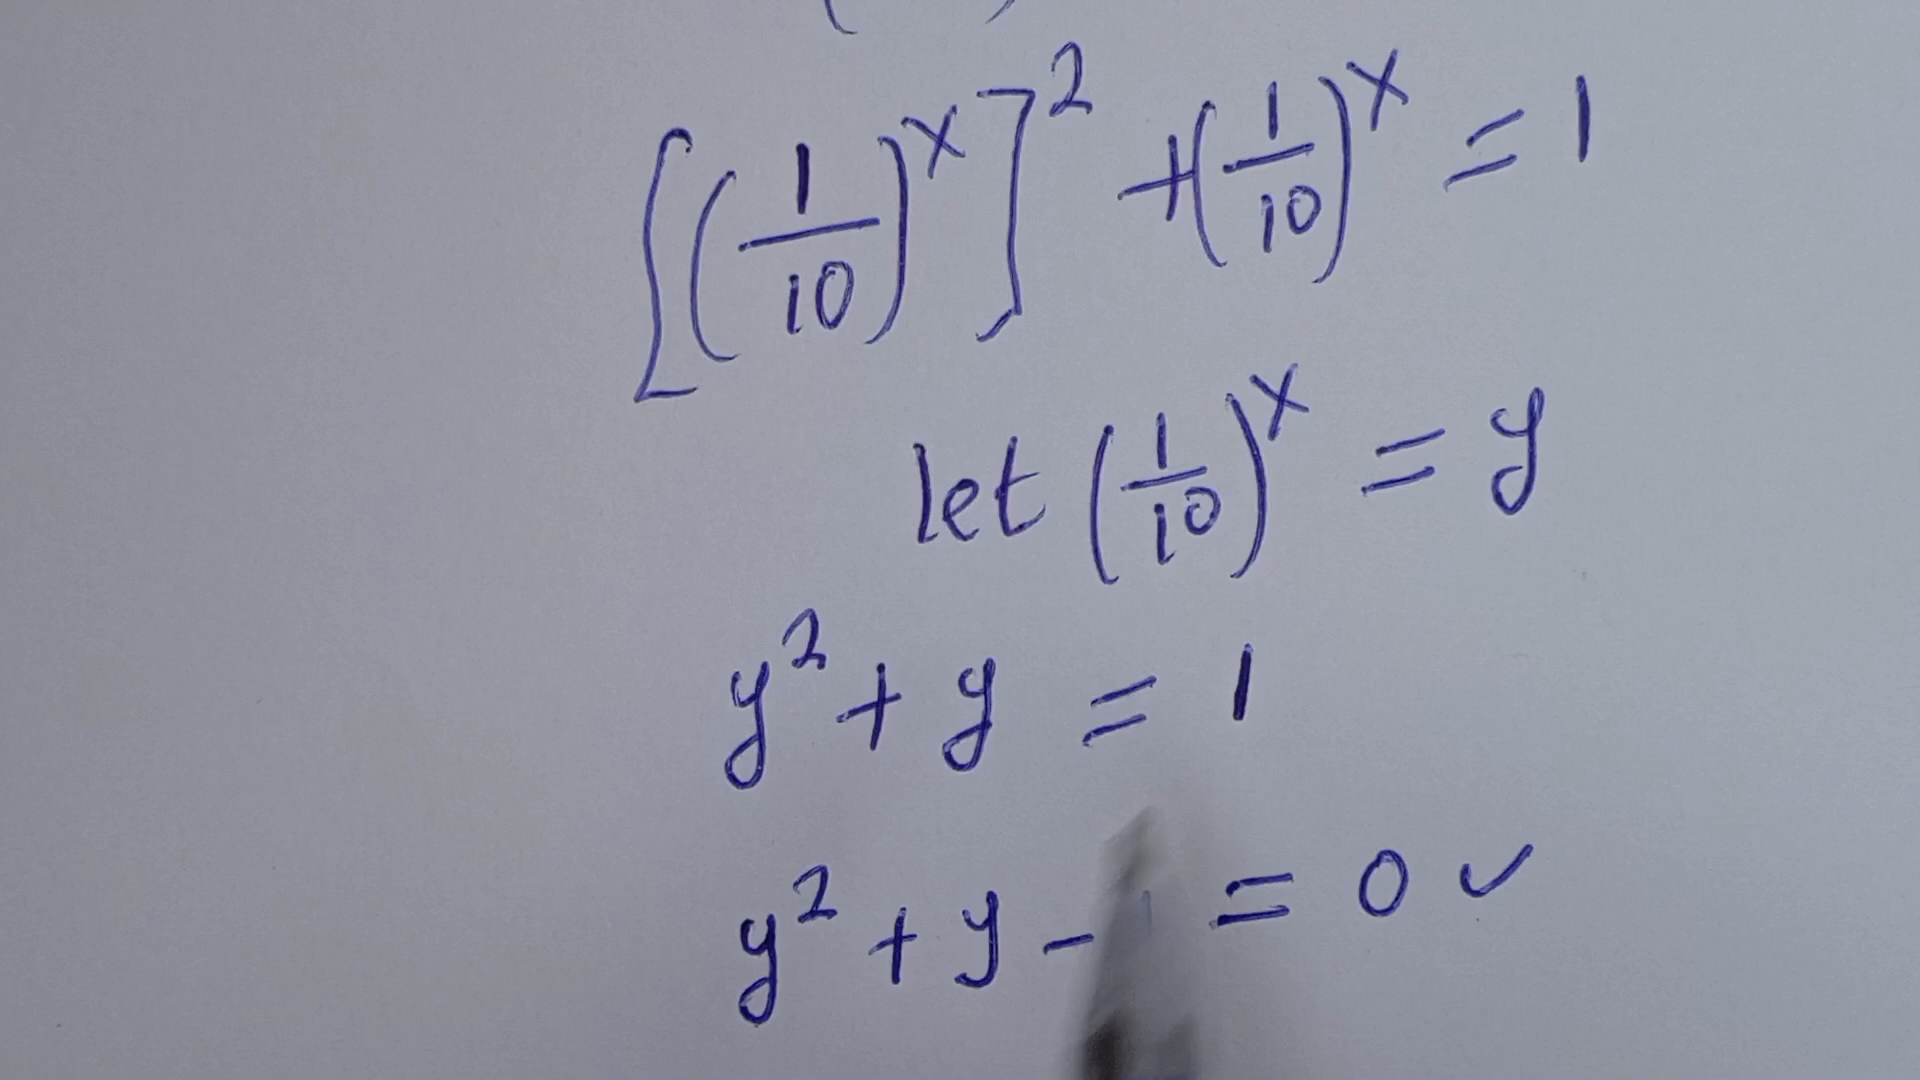 [(1/10)^x]^2 + (1/10)^x = 1
let (1/10)^x = y
y^2 + y = 1
y^2 + y - = 0 ✓